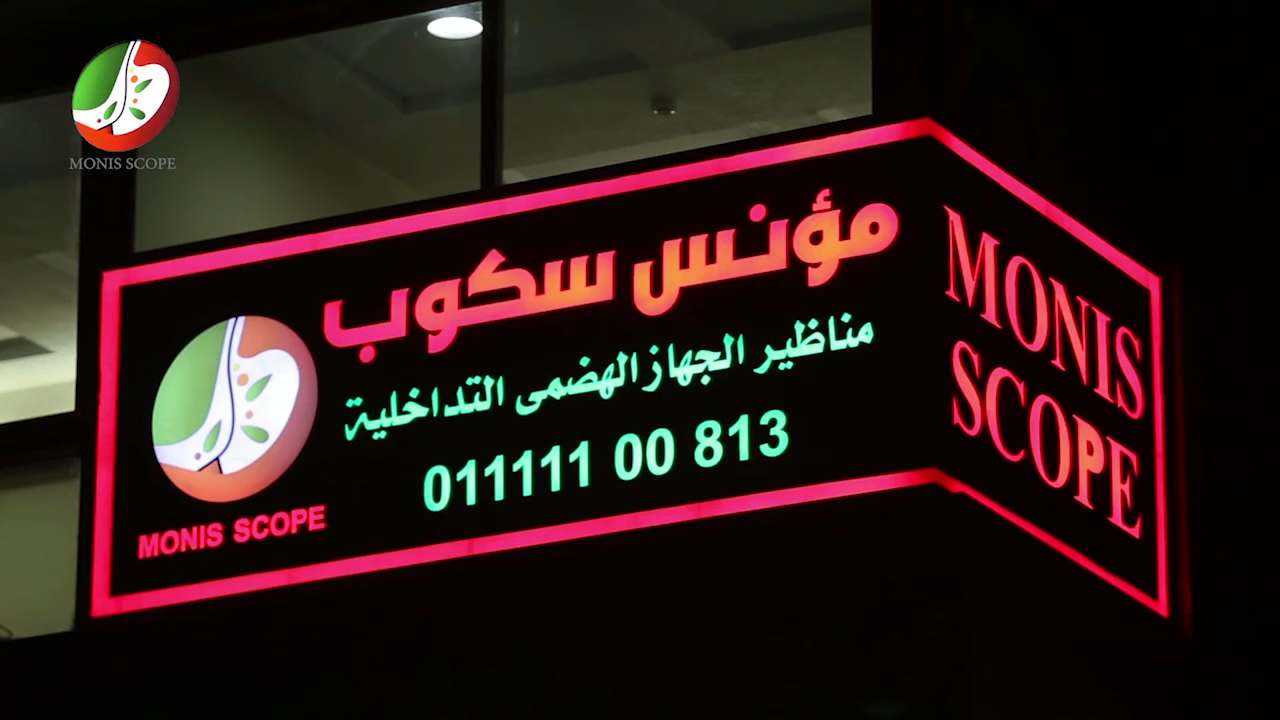 MONIS SCOPE
مؤنس سكوب
مناظير الجهاز الهضمى التداخلية
011111 00 813
MONIS SCOPE
MONIS
SCOPE